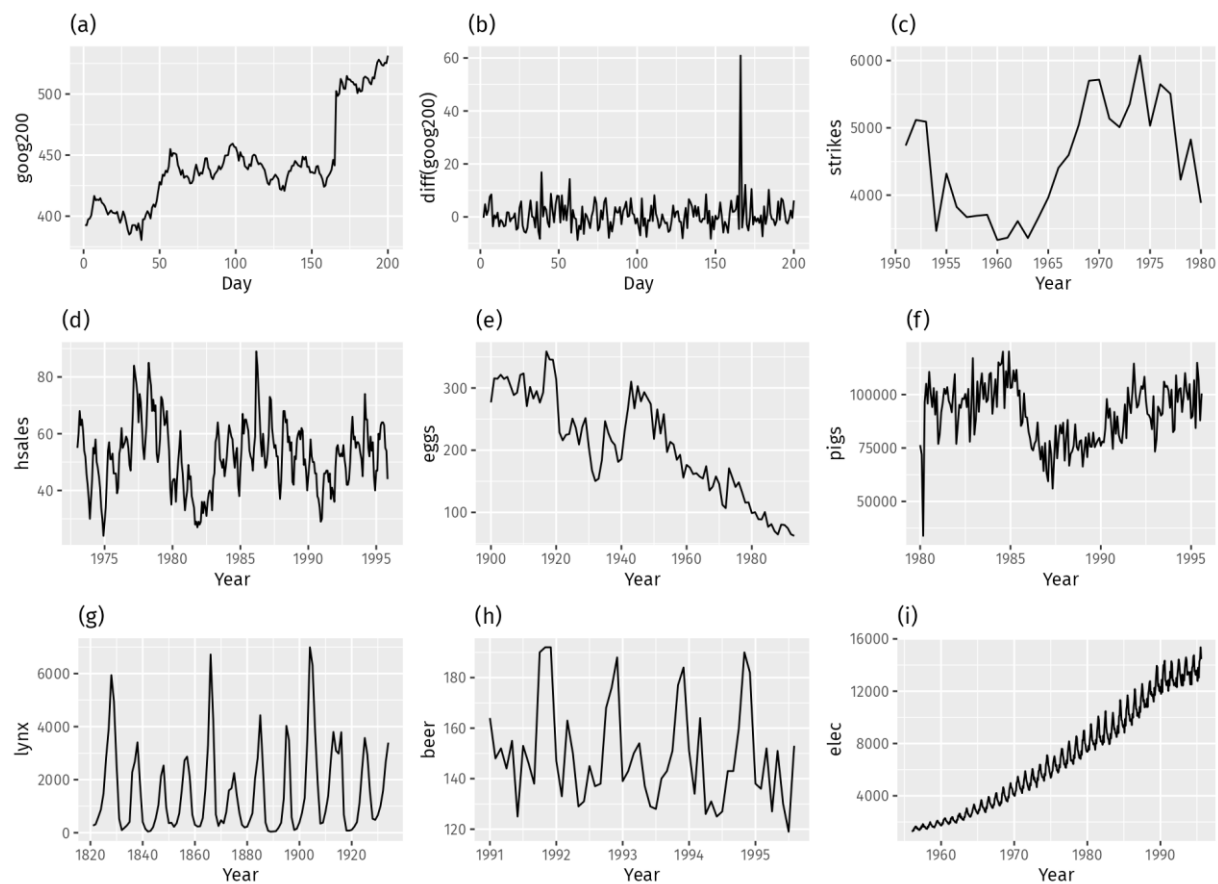 (a)
goog200
500
450
400
0 50 100 150 200
Day
(b)
diff(goog200)
60
40
20
0
0 50 100 150 200
Day
(c)
strikes
6000
5000
4000
1950 1955 1960 1965 1970 1975 1980
Year
(d)
hsales
80
60
40
1975 1980 1985 1990 1995
Year
(e)
eggs
300
200
100
1900 1920 1940 1960 1980
Year
(f)
pigs
100000
75000
50000
1980 1985 1990 1995
Year
(g)
lynx
6000
4000
2000
0
1820 1840 1860 1880 1900 1920
Year
(h)
beer
180
160
140
120
1991 1992 1993 1994 1995
Year
(i)
elec
16000
12000
8000
4000
1960 1970 1980 1990
Year